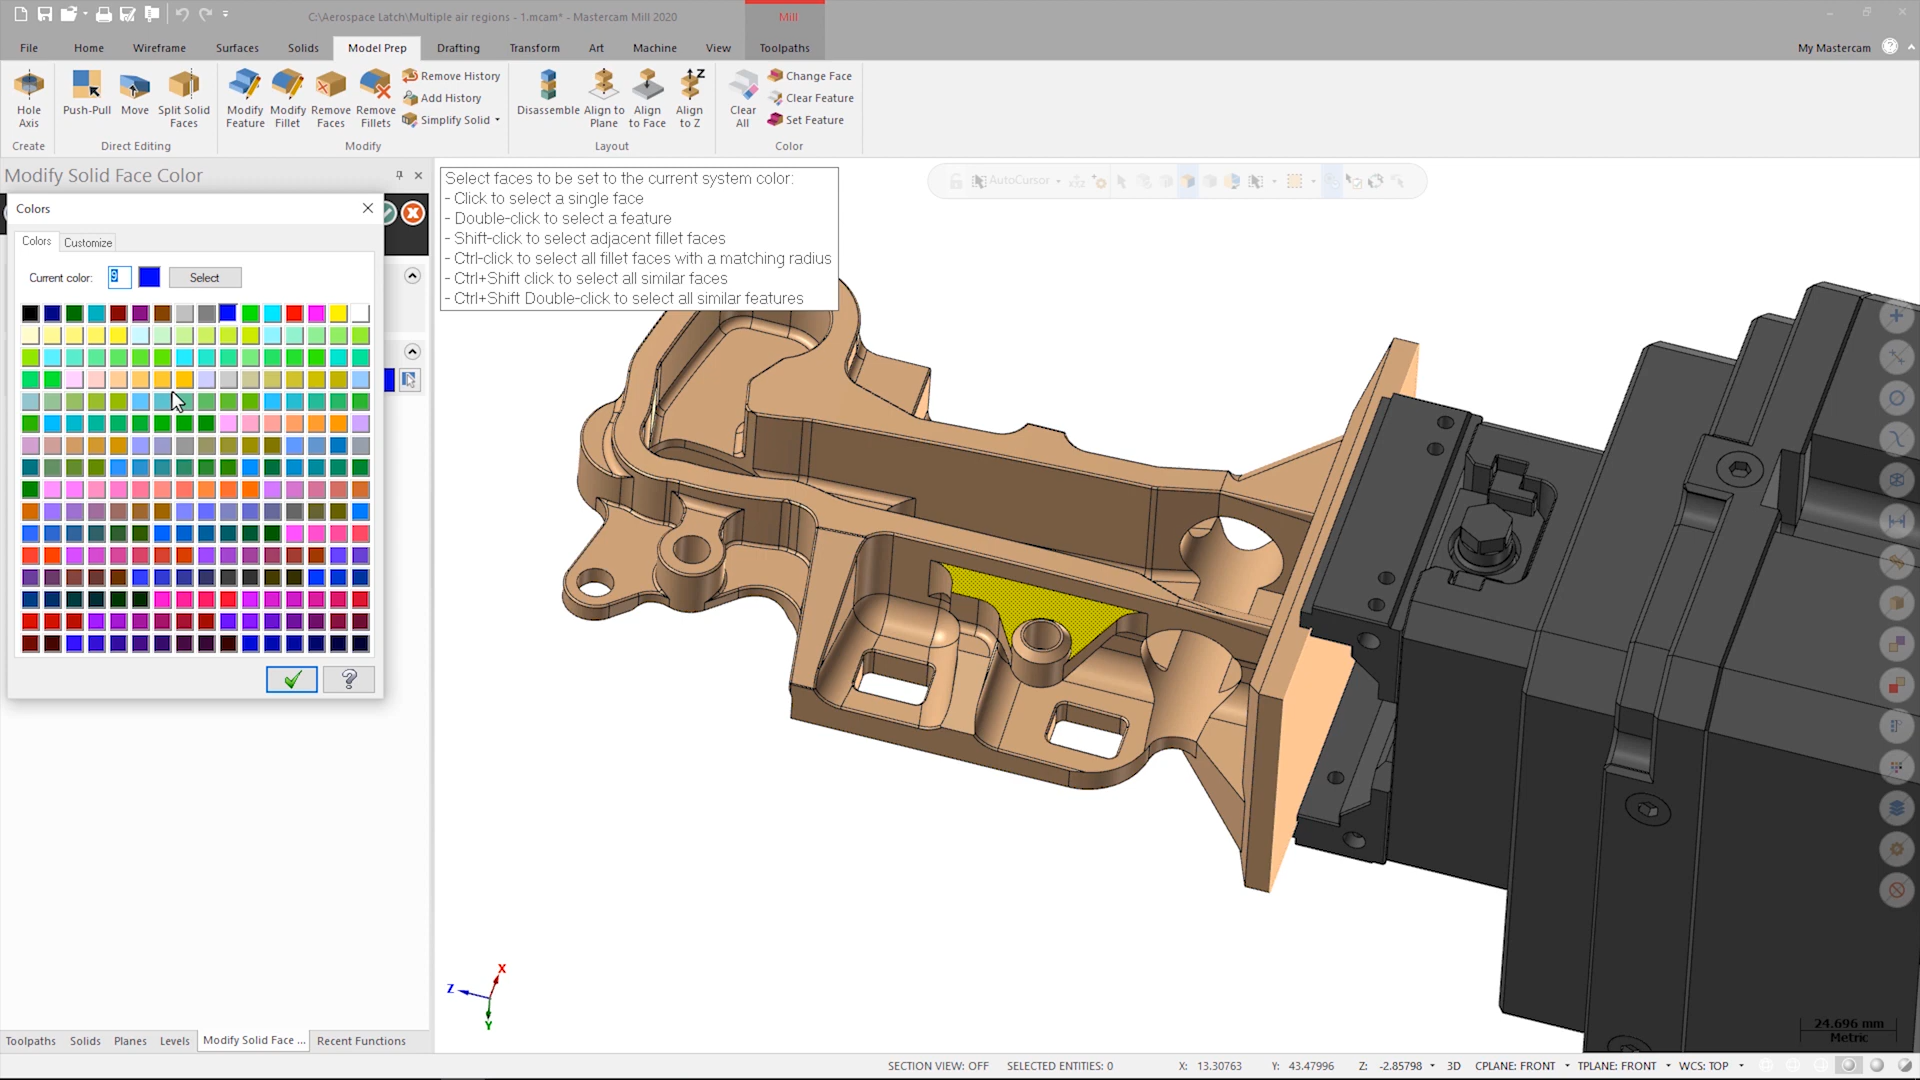 C:\Aerospace Latch\Multiple air regions - 1.mcam* - Mastercam Mill 2020
Mill
File
Home
Wireframe
Surfaces
Solids
Model Prep
Drafting
Transform
Art
Machine
View
Toolpaths
My Mastercam
Hole
Axis
Push-Pull
Move
Split Solid
Faces
Modify
Feature
Modify
Fillet
Remove
Faces
Remove
Fillets
Remove History
Add History
Simplify Solid
Disassemble
Align to
Plane
Align
to Face
Align
to Z
Z
Clear
All
Change Face
Clear Feature
Set Feature
Create
Direct Editing
Modify
Layout
Color
Modify Solid Face Color
Colors
Colors
Customize
Current color:
9
Select
Select faces to be set to the current system color:
- Click to select a single face
- Double-click to select a feature
- Shift-click to select adjacent fillet faces
- Ctrl-click to select all fillet faces with a matching radius
- Ctrl+Shift click to select all similar faces
- Ctrl+Shift Double-click to select all similar features
AutoCursor
X
Z
Y
24.696 mm
Metric
Toolpaths
Solids
Planes
Levels
Modify Solid Face ...
Recent Functions
SECTION VIEW: OFF
SELECTED ENTITIES: 0
X: 13.30763
Y: 43.47996
Z: -2.85798
3D
CPLANE: FRONT
TPLANE: FRONT
WCS: TOP